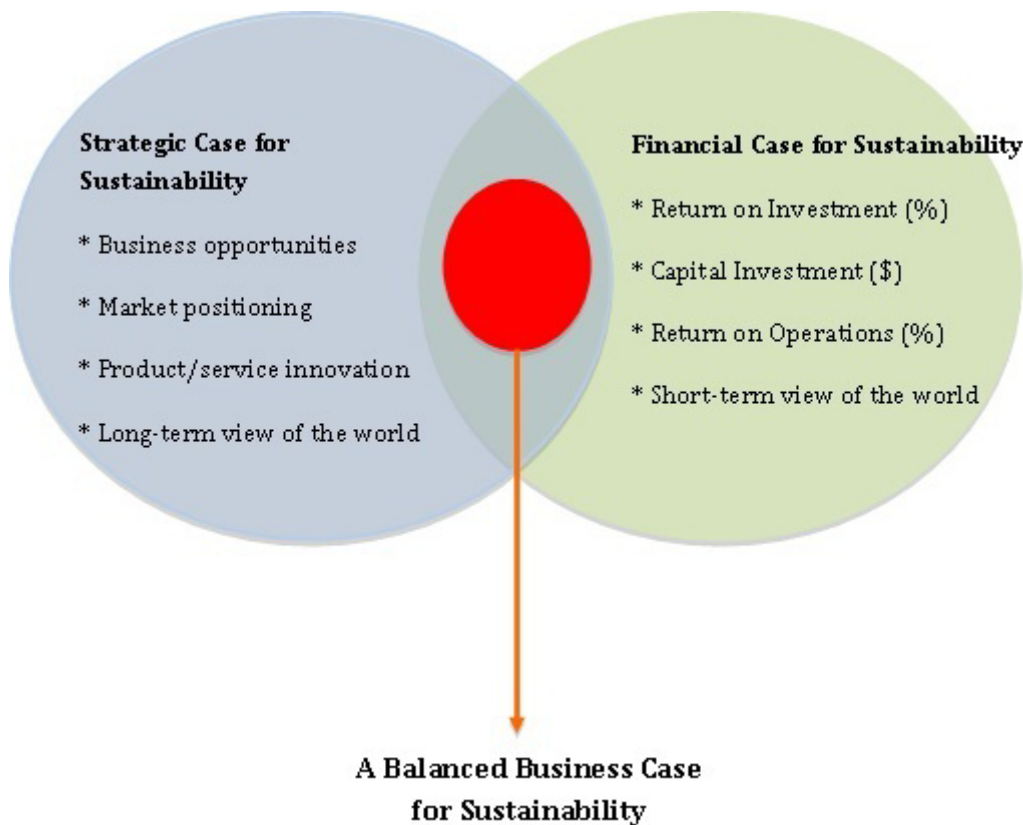 Strategic Case for
Sustainability
* Business opportunities
* Market positioning
* Product/service innovation
* Long-term view of the world
Financial Case for Sustainability
* Return on Investment (%)
* Capital Investment ($)
* Return on Operations (%)
* Short-term view of the world
A Balanced Business Case
for Sustainability